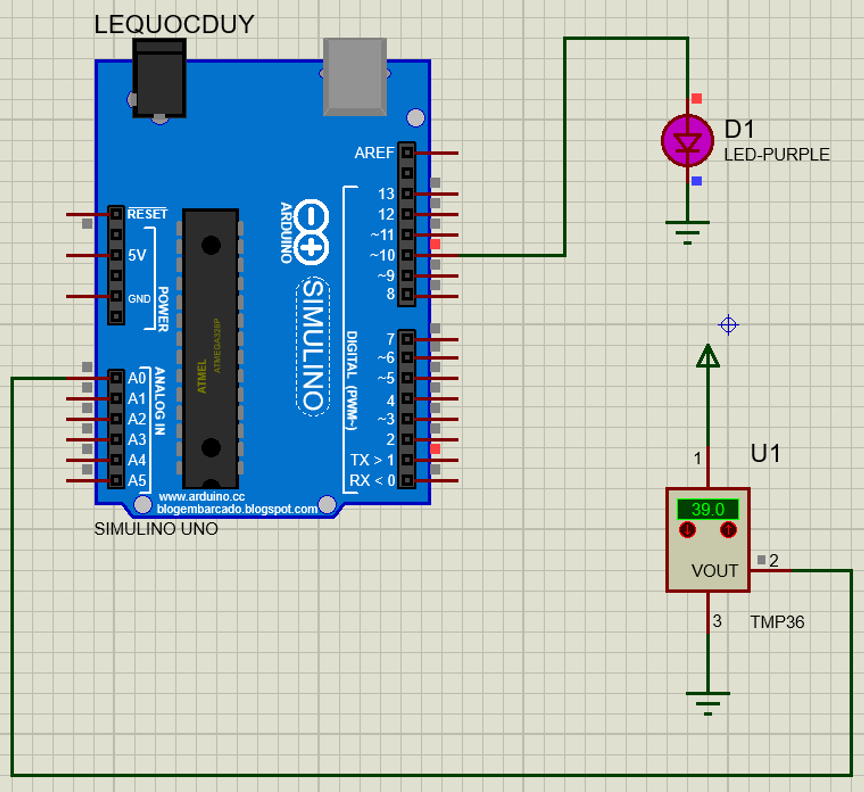 LEQUOCDUY
D1
LED-PURPLE
AREF
13
12
~11
~10
~9
8
7
~6
~5
4
~3
2
TX > 1
RX < 0
DIGITAL (PWM~)
ARDUINO
SIMULINO
RESET
5V
GND
POWER
A0
A1
A2
A3
A4
A5
ANALOG IN
ATMEL
ATMEGA328P
www.arduino.cc
blogembarcado.blogspot.com
SIMULINO UNO
1
U1
39.0
VOUT
2
3
TMP36